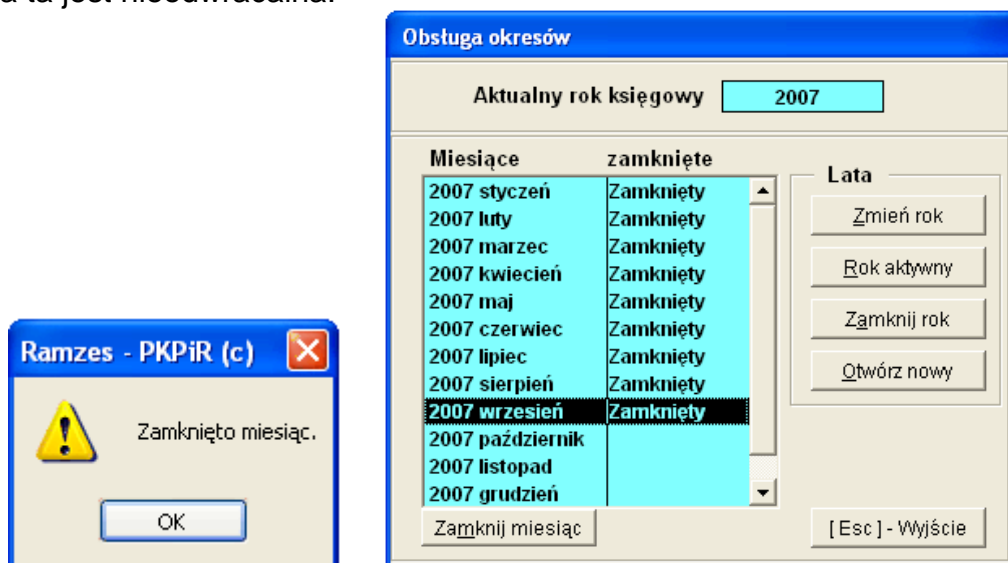 a ta jest nieodwracalna.
Obsługa okresów
Aktualny rok księgowy 2007
Miesiące zamknięte
2007 styczeń Zamknięty
2007 luty Zamknięty
2007 marzec Zamknięty
2007 kwiecień Zamknięty
2007 maj Zamknięty
2007 czerwiec Zamknięty
2007 lipiec Zamknięty
2007 sierpień Zamknięty
2007 wrzesień Zamknięty
2007 październik
2007 listopad
2007 grudzień
Zamknij miesiąc
Lata
Zmień rok
Rok aktywny
Zamknij rok
Otwórz nowy
[ Esc ] - Wyjście
Ramzes - PKPiR (c)
Zamknięto miesiąc.
OK